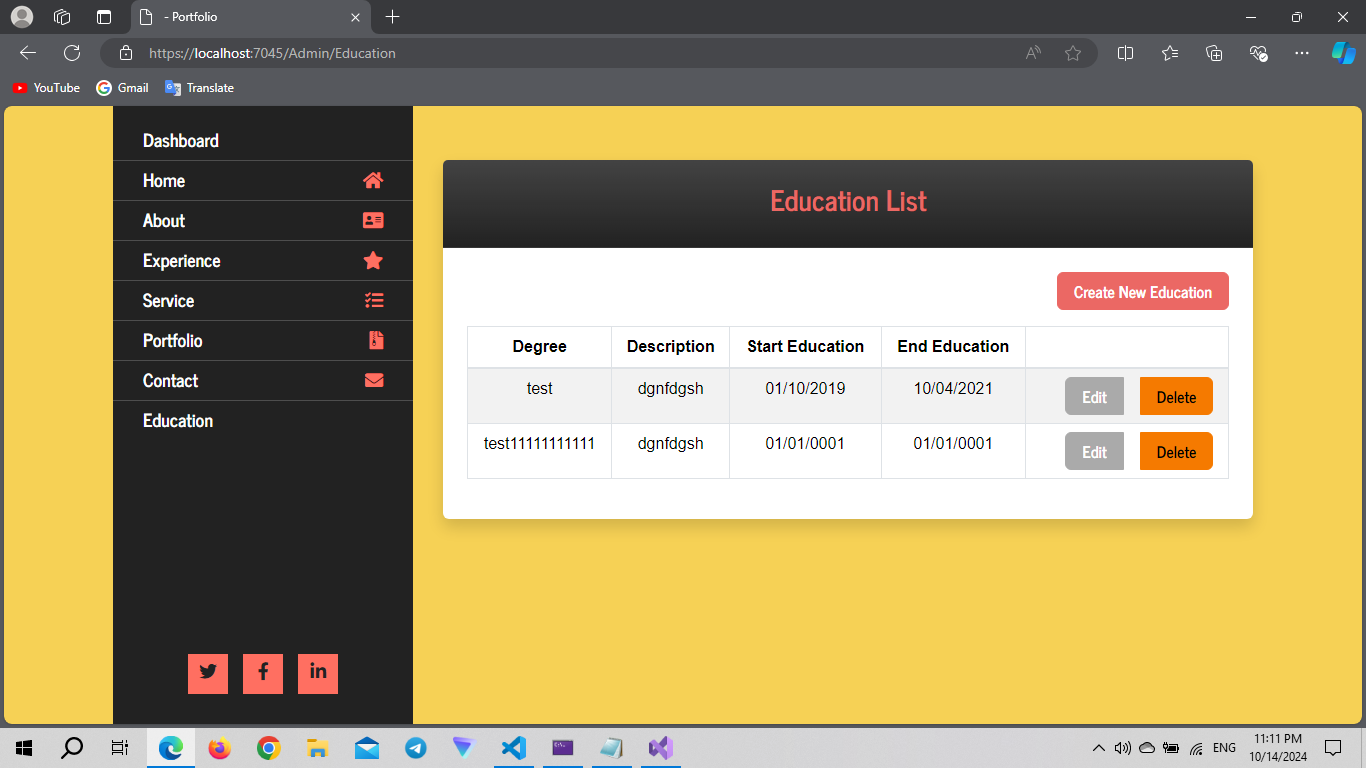 - Portfolio
https://localhost:7045/Admin/Education
YouTube
Gmail
Translate
Dashboard
Home
About
Experience
Service
Portfolio
Contact
Education
Education List
Create New Education
Degree Description Start Education End Education
test dgnfdgsh 01/10/2019 10/04/2021 Edit Delete
test11111111111 dgnfdgsh 01/01/0001 01/01/0001 Edit Delete
ENG
11:11 PM
10/14/2024